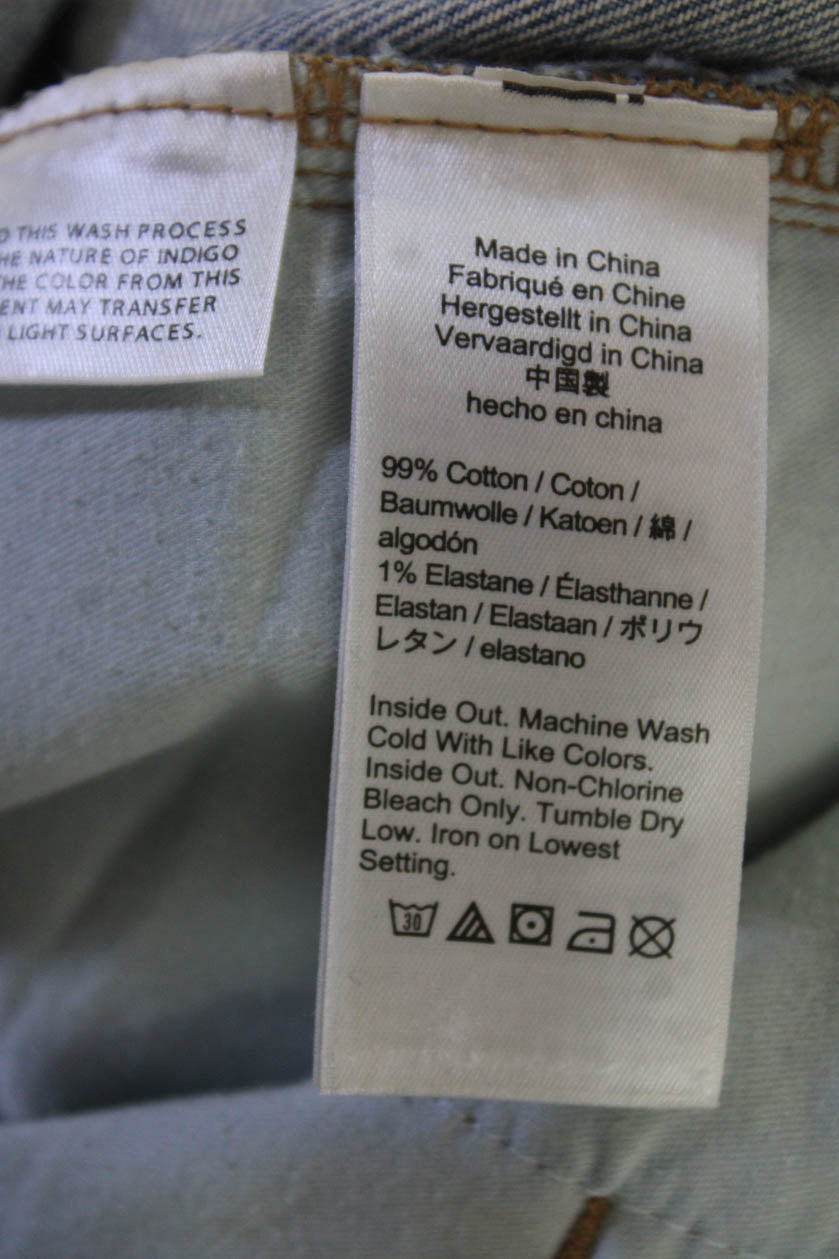 D THIS WASH PROCESS
HE NATURE OF INDIGO
HE COLOR FROM THIS
ENT MAY TRANSFER
LIGHT SURFACES.
Made in China
Fabriqué en Chine
Hergestellt in China
Vervaardigd in China
中国製
hecho en china
99% Cotton / Coton /
Baumwolle / Katoen / 綿 /
algodón
1% Elastane / Élasthanne /
Elastan / Elastaan / ポリウ
レタン / elastano
Inside Out. Machine Wash
Cold With Like Colors.
Inside Out. Non-Chlorine
Bleach Only. Tumble Dry
Low. Iron on Lowest
Setting.
30